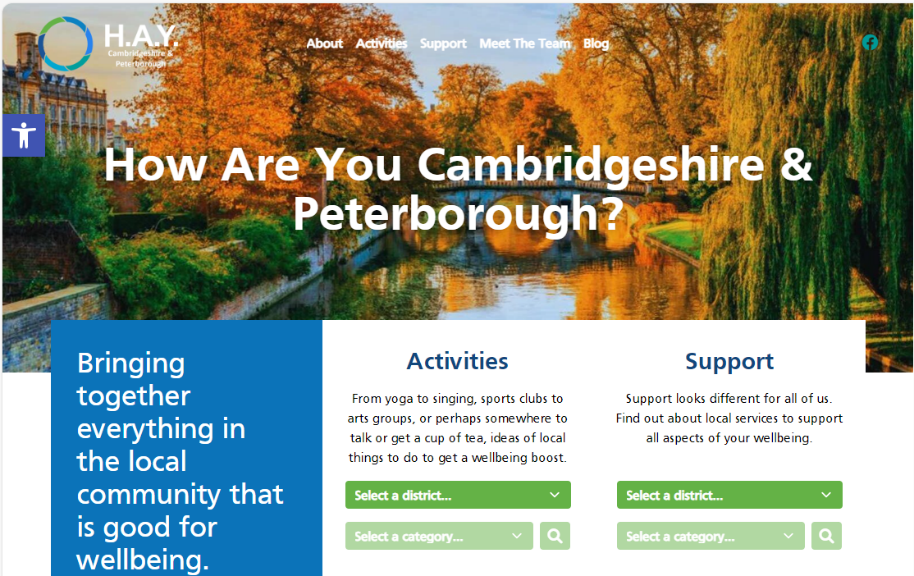 H.A.Y.
Cambridgeshire &
Peterborough
About Activities Support Meet The Team Blog
How Are You Cambridgeshire &
Peterborough?
Bringing
together
everything in
the local
community that
is good for
wellbeing.
Activities
From yoga to singing, sports clubs to
arts groups, or perhaps somewhere to
talk or get a cup of tea, ideas of local
things to do to get a wellbeing boost.
Select a district...
Select a category...
Support
Support looks different for all of us.
Find out about local services to support
all aspects of your wellbeing.
Select a district...
Select a category...